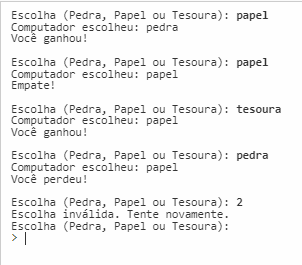 Escolha (Pedra, Papel ou Tesoura): papel
Computador escolheu: pedra
Você ganhou!
Escolha (Pedra, Papel ou Tesoura): papel
Computador escolheu: papel
Empate!
Escolha (Pedra, Papel ou Tesoura): tesoura
Computador escolheu: papel
Você ganhou!
Escolha (Pedra, Papel ou Tesoura): pedra
Computador escolheu: papel
Você perdeu!
Escolha (Pedra, Papel ou Tesoura): 2
Escolha inválida. Tente novamente.
Escolha (Pedra, Papel ou Tesoura):
>